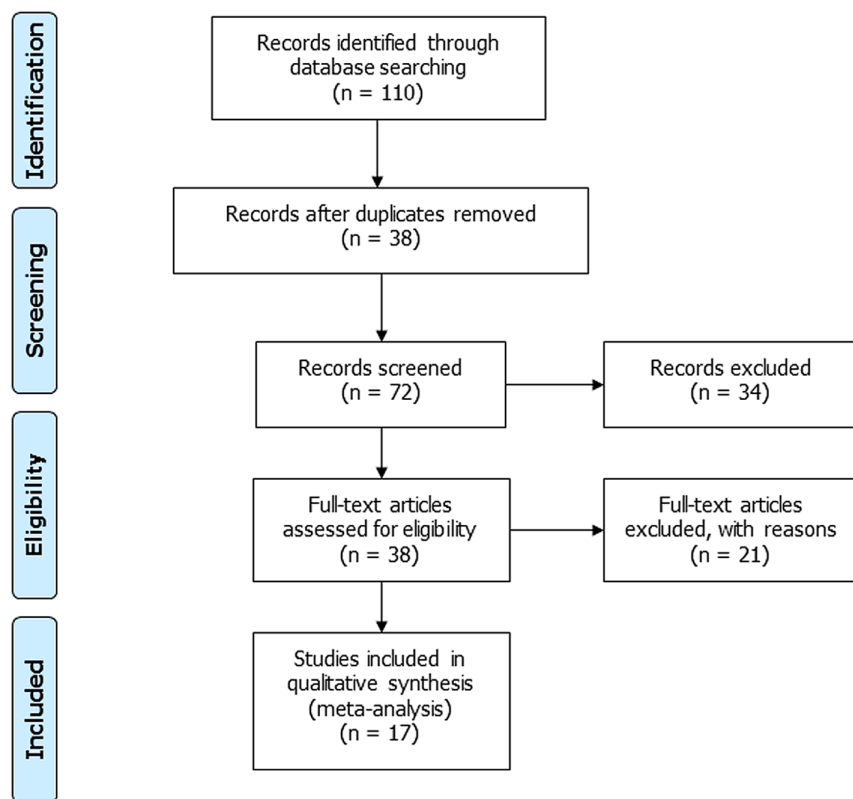 Identification
Records identified through
database searching
(n = 110)
Records after duplicates removed
(n = 38)
Screening
Records screened
(n = 72)
Records excluded
(n = 34)
Eligibility
Full-text articles
assessed for eligibility
(n = 38)
Full-text articles
excluded, with reasons
(n = 21)
Included
Studies included in
qualitative synthesis
(meta-analysis)
(n = 17)